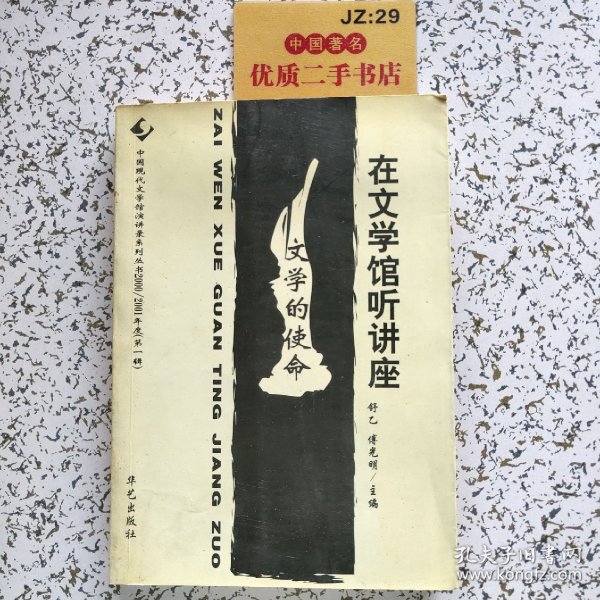 JZ:29
中国著名
优质二手书店
在文学馆听讲座
舒乙 傅光明/主编
文学的使命
ZAI WEN XUE GUAN TING JIANG ZUO
中国现代文学馆演讲录系列丛书2000/2001年度(第一辑)
华艺出版社
孔夫子旧书网
www.kongfz.com